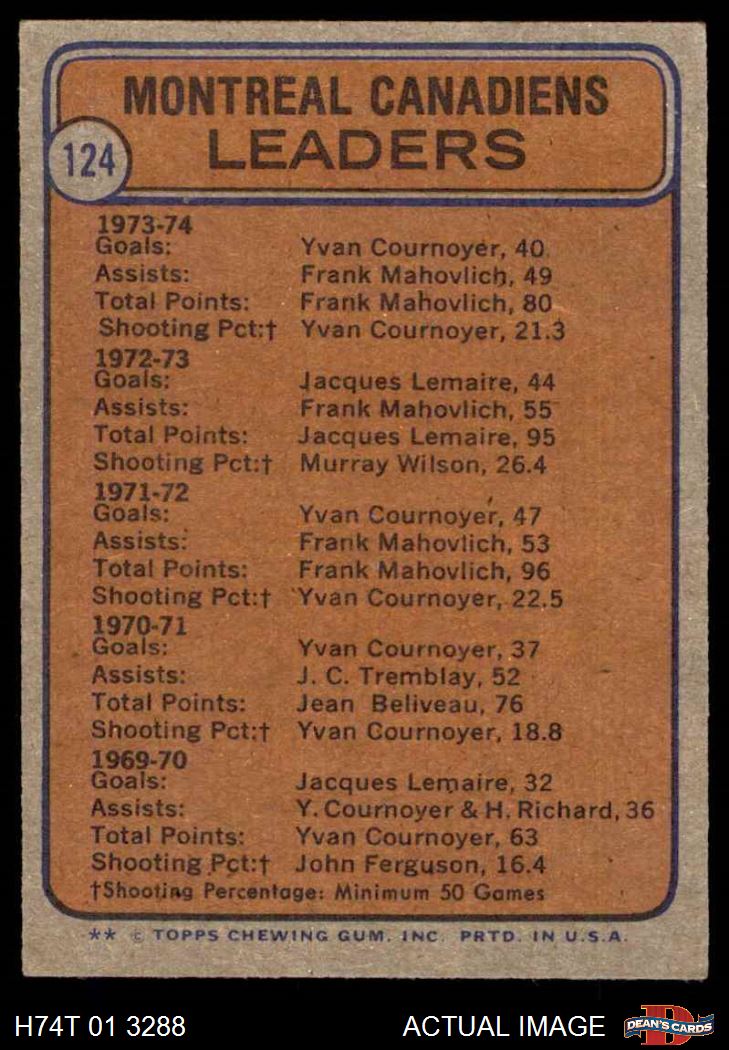 MONTREAL CANADIENS
LEADERS
124
1973-74
Goals: Yvan Cournoyer, 40
Assists: Frank Mahovlich, 49
Total Points: Frank Mahovlich, 80
Shooting Pct:† Yvan Cournoyer, 21.3
1972-73
Goals: Jacques Lemaire, 44
Assists: Frank Mahovlich, 55
Total Points: Jacques Lemaire, 95
Shooting Pct:† Murray Wilson, 26.4
1971-72
Goals: Yvan Cournoyer, 47
Assists: Frank Mahovlich, 53
Total Points: Frank Mahovlich, 96
Shooting Pct:† Yvan Cournoyer, 22.5
1970-71
Goals: Yvan Cournoyer, 37
Assists: J. C. Tremblay, 52
Total Points: Jean Beliveau, 76
Shooting Pct:† Yvan Cournoyer, 18.8
1969-70
Goals: Jacques Lemaire, 32
Assists: Y. Cournoyer & H. Richard, 36
Total Points: Yvan Cournoyer, 63
Shooting Pct:† John Ferguson, 16.4
†Shooting Percentage: Minimum 50 Games
** © TOPPS CHEWING GUM, INC. PRTD. IN U.S.A.
H74T 01 3288 ACTUAL IMAGE
D
DEAN'S CARDS